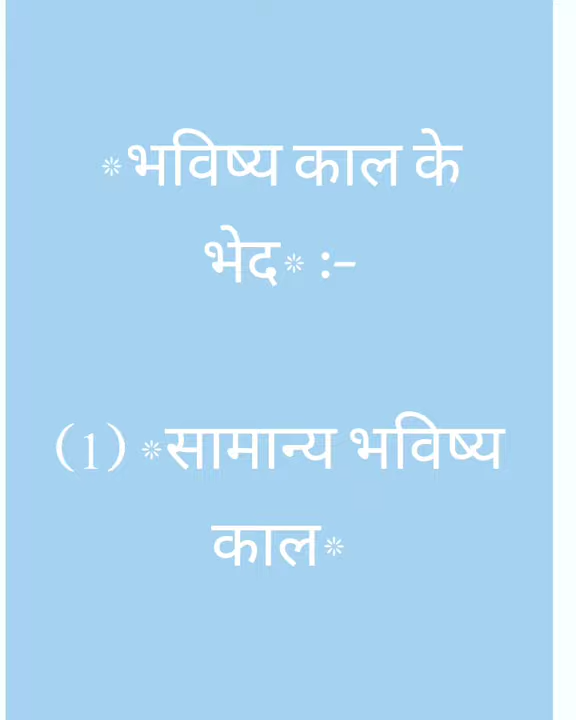 *भविष्य काल के
भेद* :-
(1) *सामान्य भविष्य
काल*